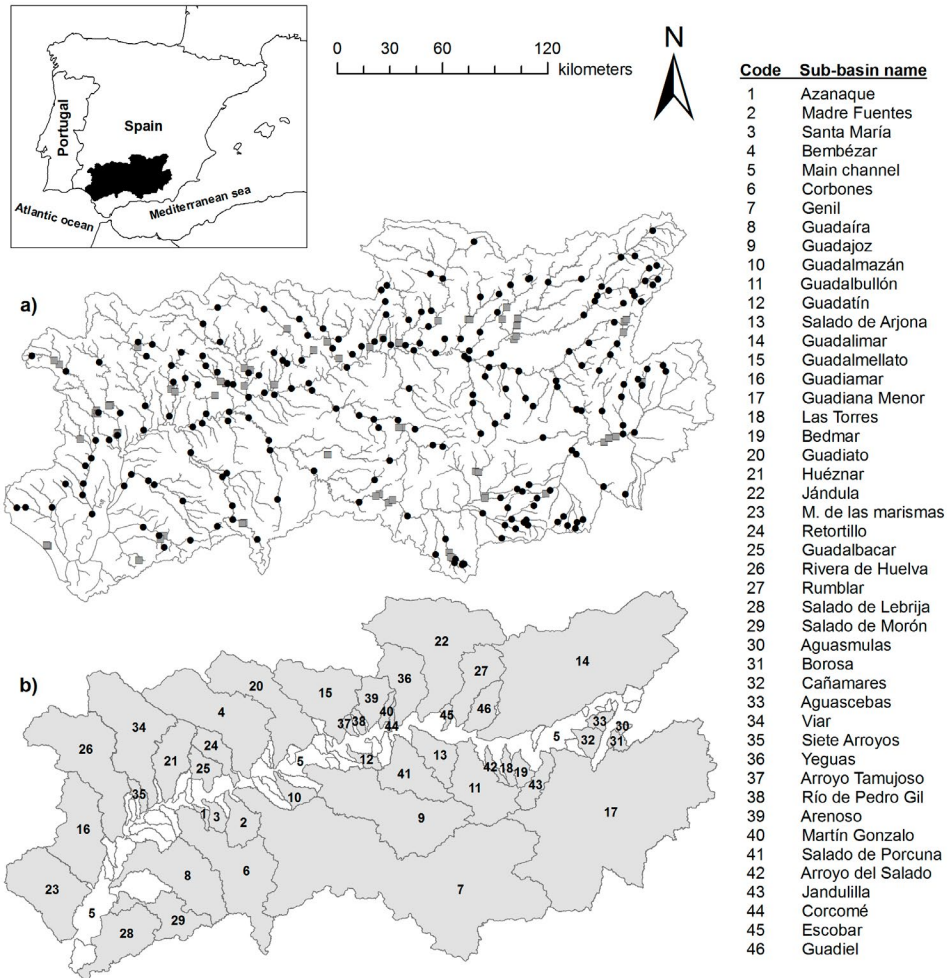 Portugal
Spain
Atlantic ocean
Mediterranean sea
0 30 60 120
kilometers
N
a)
b)
22
14
27
20
15
36
39
4
46
40
45
33
34
37 38
44
30
5
32
31
26
24
5
12
13
21
25
41
42 18 19
43
35
10
11
17
16
1
3
2
9
8
6
23
7
5
28
29
Code Sub-basin name
1 Azanaque
2 Madre Fuentes
3 Santa María
4 Bembézar
5 Main channel
6 Corbones
7 Genil
8 Guadaíra
9 Guadajoz
10 Guadalmazán
11 Guadalbullón
12 Guadatín
13 Salado de Arjona
14 Guadalimar
15 Guadalmellato
16 Guadiamar
17 Guadiana Menor
18 Las Torres
19 Bedmar
20 Guadiato
21 Huéznar
22 Jándula
23 M. de las marismas
24 Retortillo
25 Guadalbacar
26 Rivera de Huelva
27 Rumblar
28 Salado de Lebrija
29 Salado de Morón
30 Aguasmulas
31 Borosa
32 Cañamares
33 Aguascebas
34 Viar
35 Siete Arroyos
36 Yeguas
37 Arroyo Tamujoso
38 Río de Pedro Gil
39 Arenoso
40 Martín Gonzalo
41 Salado de Porcuna
42 Arroyo del Salado
43 Jandulilla
44 Corcomé
45 Escobar
46 Guadiel